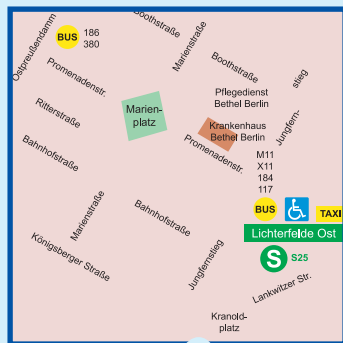 Ostpreußendamm
BUS
186
380
Boothstraße
Marienstraße
Boothstraße
Promenadenstr.
Pflegedienst
Bethel Berlin
Jungfern-
stieg
Ritterstraße
Marien-
platz
Krankenhaus
Bethel Berlin
Promenadenstr.
Bahnhofstraße
M11
X11
184
117
BUS
TAXI
Lichterfelde Ost
S
S25
Marienstraße
Bahnhofstraße
Königsberger Straße
Jungfernstieg
Lankwitzer Str.
Kranold-
platz